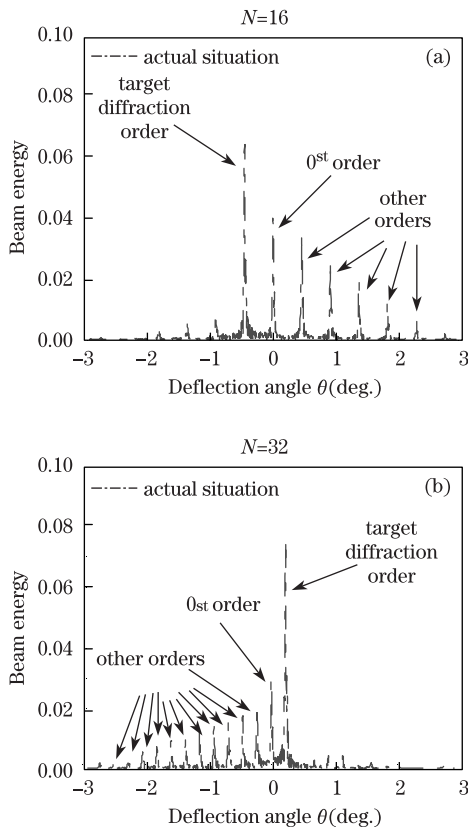 N=16
0.10
actual situation
(a)
target
diffraction
order
0.08
0st order
0.06
other
orders
0.04
0.02
0.00
Beam energy
−3 −2 −1 0 1 2 3
Deflection angle θ(deg.)
N=32
0.10
actual situation
(b)
target
diffraction
order
0.08
0.06
0st order
0.04
other orders
0.02
0.00
Beam energy
−3 −2 −1 0 1 2 3
Deflection angle θ(deg.)